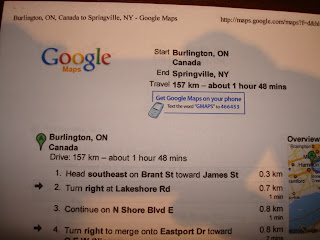 Burlington, ON, Canada to Springville, NY - Google Maps
http://maps.google.com/maps?f=d&hl
Google
Maps
Start Burlington, ON
Canada
End Springville, NY
Travel 157 km – about 1 hour 48 mins
Get Google Maps on your phone
Text the word "GMAPS" to 466453
Burlington, ON
Canada
Drive: 157 km – about 1 hour 48 mins
Overview
1. Head southeast on Brant St toward James St 0.3 km
2. Turn right at Lakeshore Rd 0.7 km
1 min
3. Continue on N Shore Blvd E 0.8 km
1 min
4. Turn right to merge onto Eastport Dr toward 0.8 km